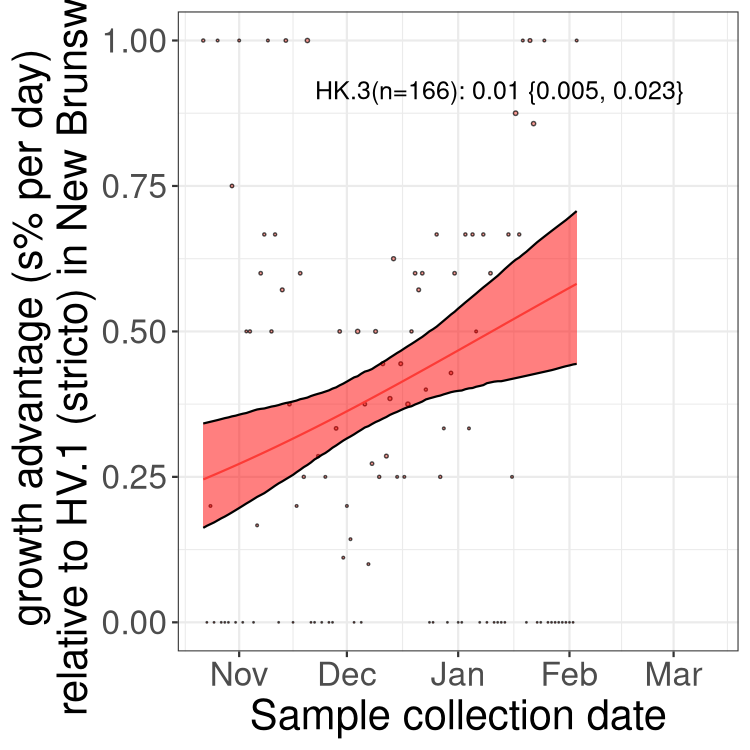 growth advantage (s% per day)
relative to HV.1 (stricto) in New Brunsw
1.00
0.75
0.50
0.25
0.00
HK.3(n=166): 0.01 {0.005, 0.023}
Nov Dec Jan Feb Mar
Sample collection date